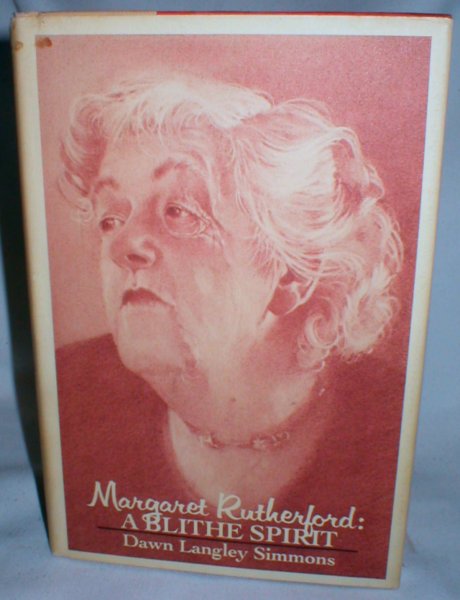 Margaret Rutherford:
A BLITHE SPIRIT
Dawn Langley Simmons